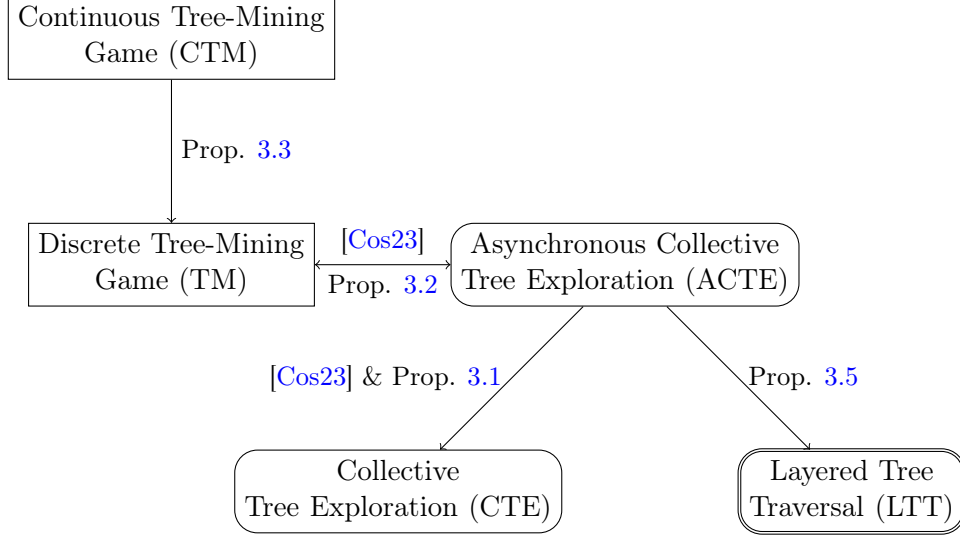 Continuous Tree-Mining
Game (CTM)
Prop. 3.3
Discrete Tree-Mining
Game (TM)
[Cos23]
Prop. 3.2
Asynchronous Collective
Tree Exploration (ACTE)
[Cos23] & Prop. 3.1
Prop. 3.5
Collective
Tree Exploration (CTE)
Layered Tree
Traversal (LTT)